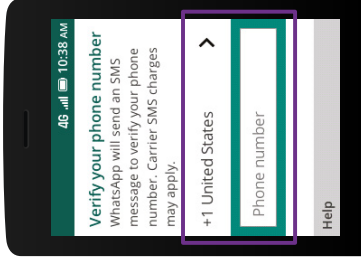 4G 10:38 AM
Verify your phone number
WhatsApp will send an SMS
message to verify your phone
number. Carrier SMS charges
may apply.
+1 United States
Phone number
Help